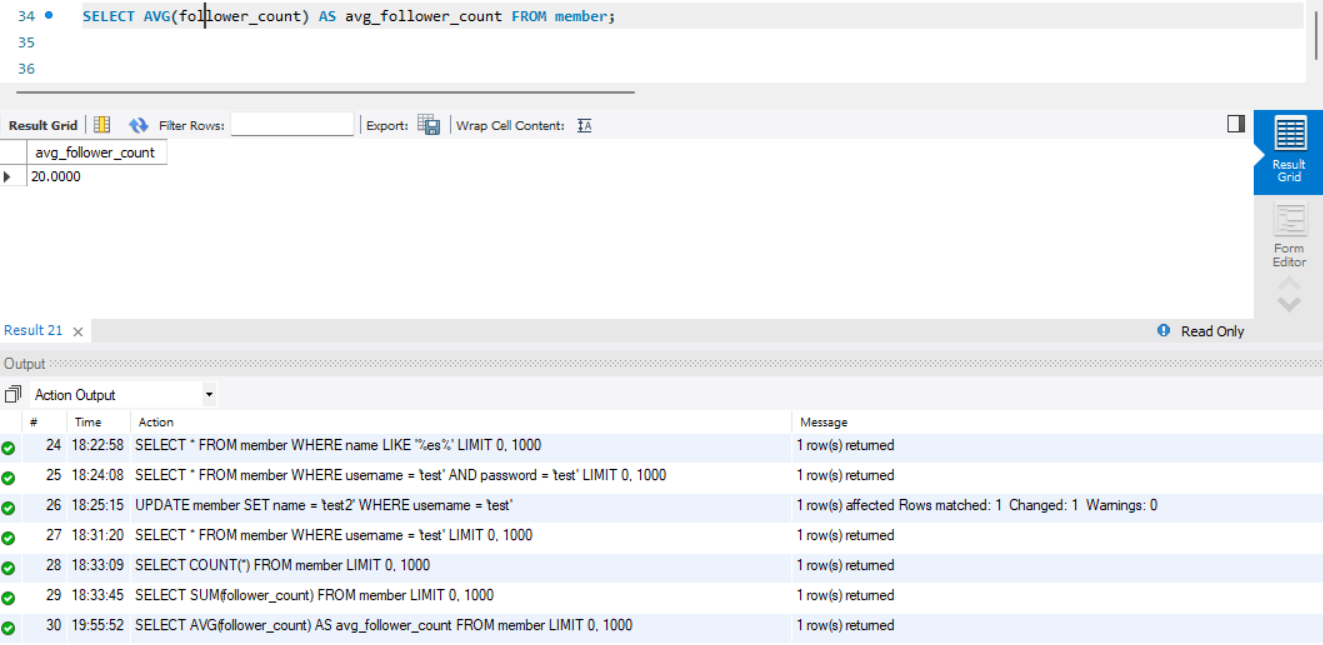 34 SELECT AVG(follower_count) AS avg_follower_count FROM member;
35
36
Result Grid Filter Rows: Export: Wrap Cell Content: IA
avg_follower_count
20.0000
Result Grid
Form Editor
Result 21 × Read Only
Output
Action Output
# Time Action Message
24 18:22:58 SELECT * FROM member WHERE name LIKE '%es%' LIMIT 0, 1000 1 row(s) returned
25 18:24:08 SELECT * FROM member WHERE username = 'test' AND password = 'test' LIMIT 0, 1000 1 row(s) returned
26 18:25:15 UPDATE member SET name = 'test2' WHERE username = 'test' 1 row(s) affected Rows matched: 1 Changed: 1 Warnings: 0
27 18:31:20 SELECT * FROM member WHERE username = 'test' LIMIT 0, 1000 1 row(s) returned
28 18:33:09 SELECT COUNT(*) FROM member LIMIT 0, 1000 1 row(s) returned
29 18:33:45 SELECT SUM(follower_count) FROM member LIMIT 0, 1000 1 row(s) returned
30 19:55:52 SELECT AVG(follower_count) AS avg_follower_count FROM member LIMIT 0, 1000 1 row(s) returned